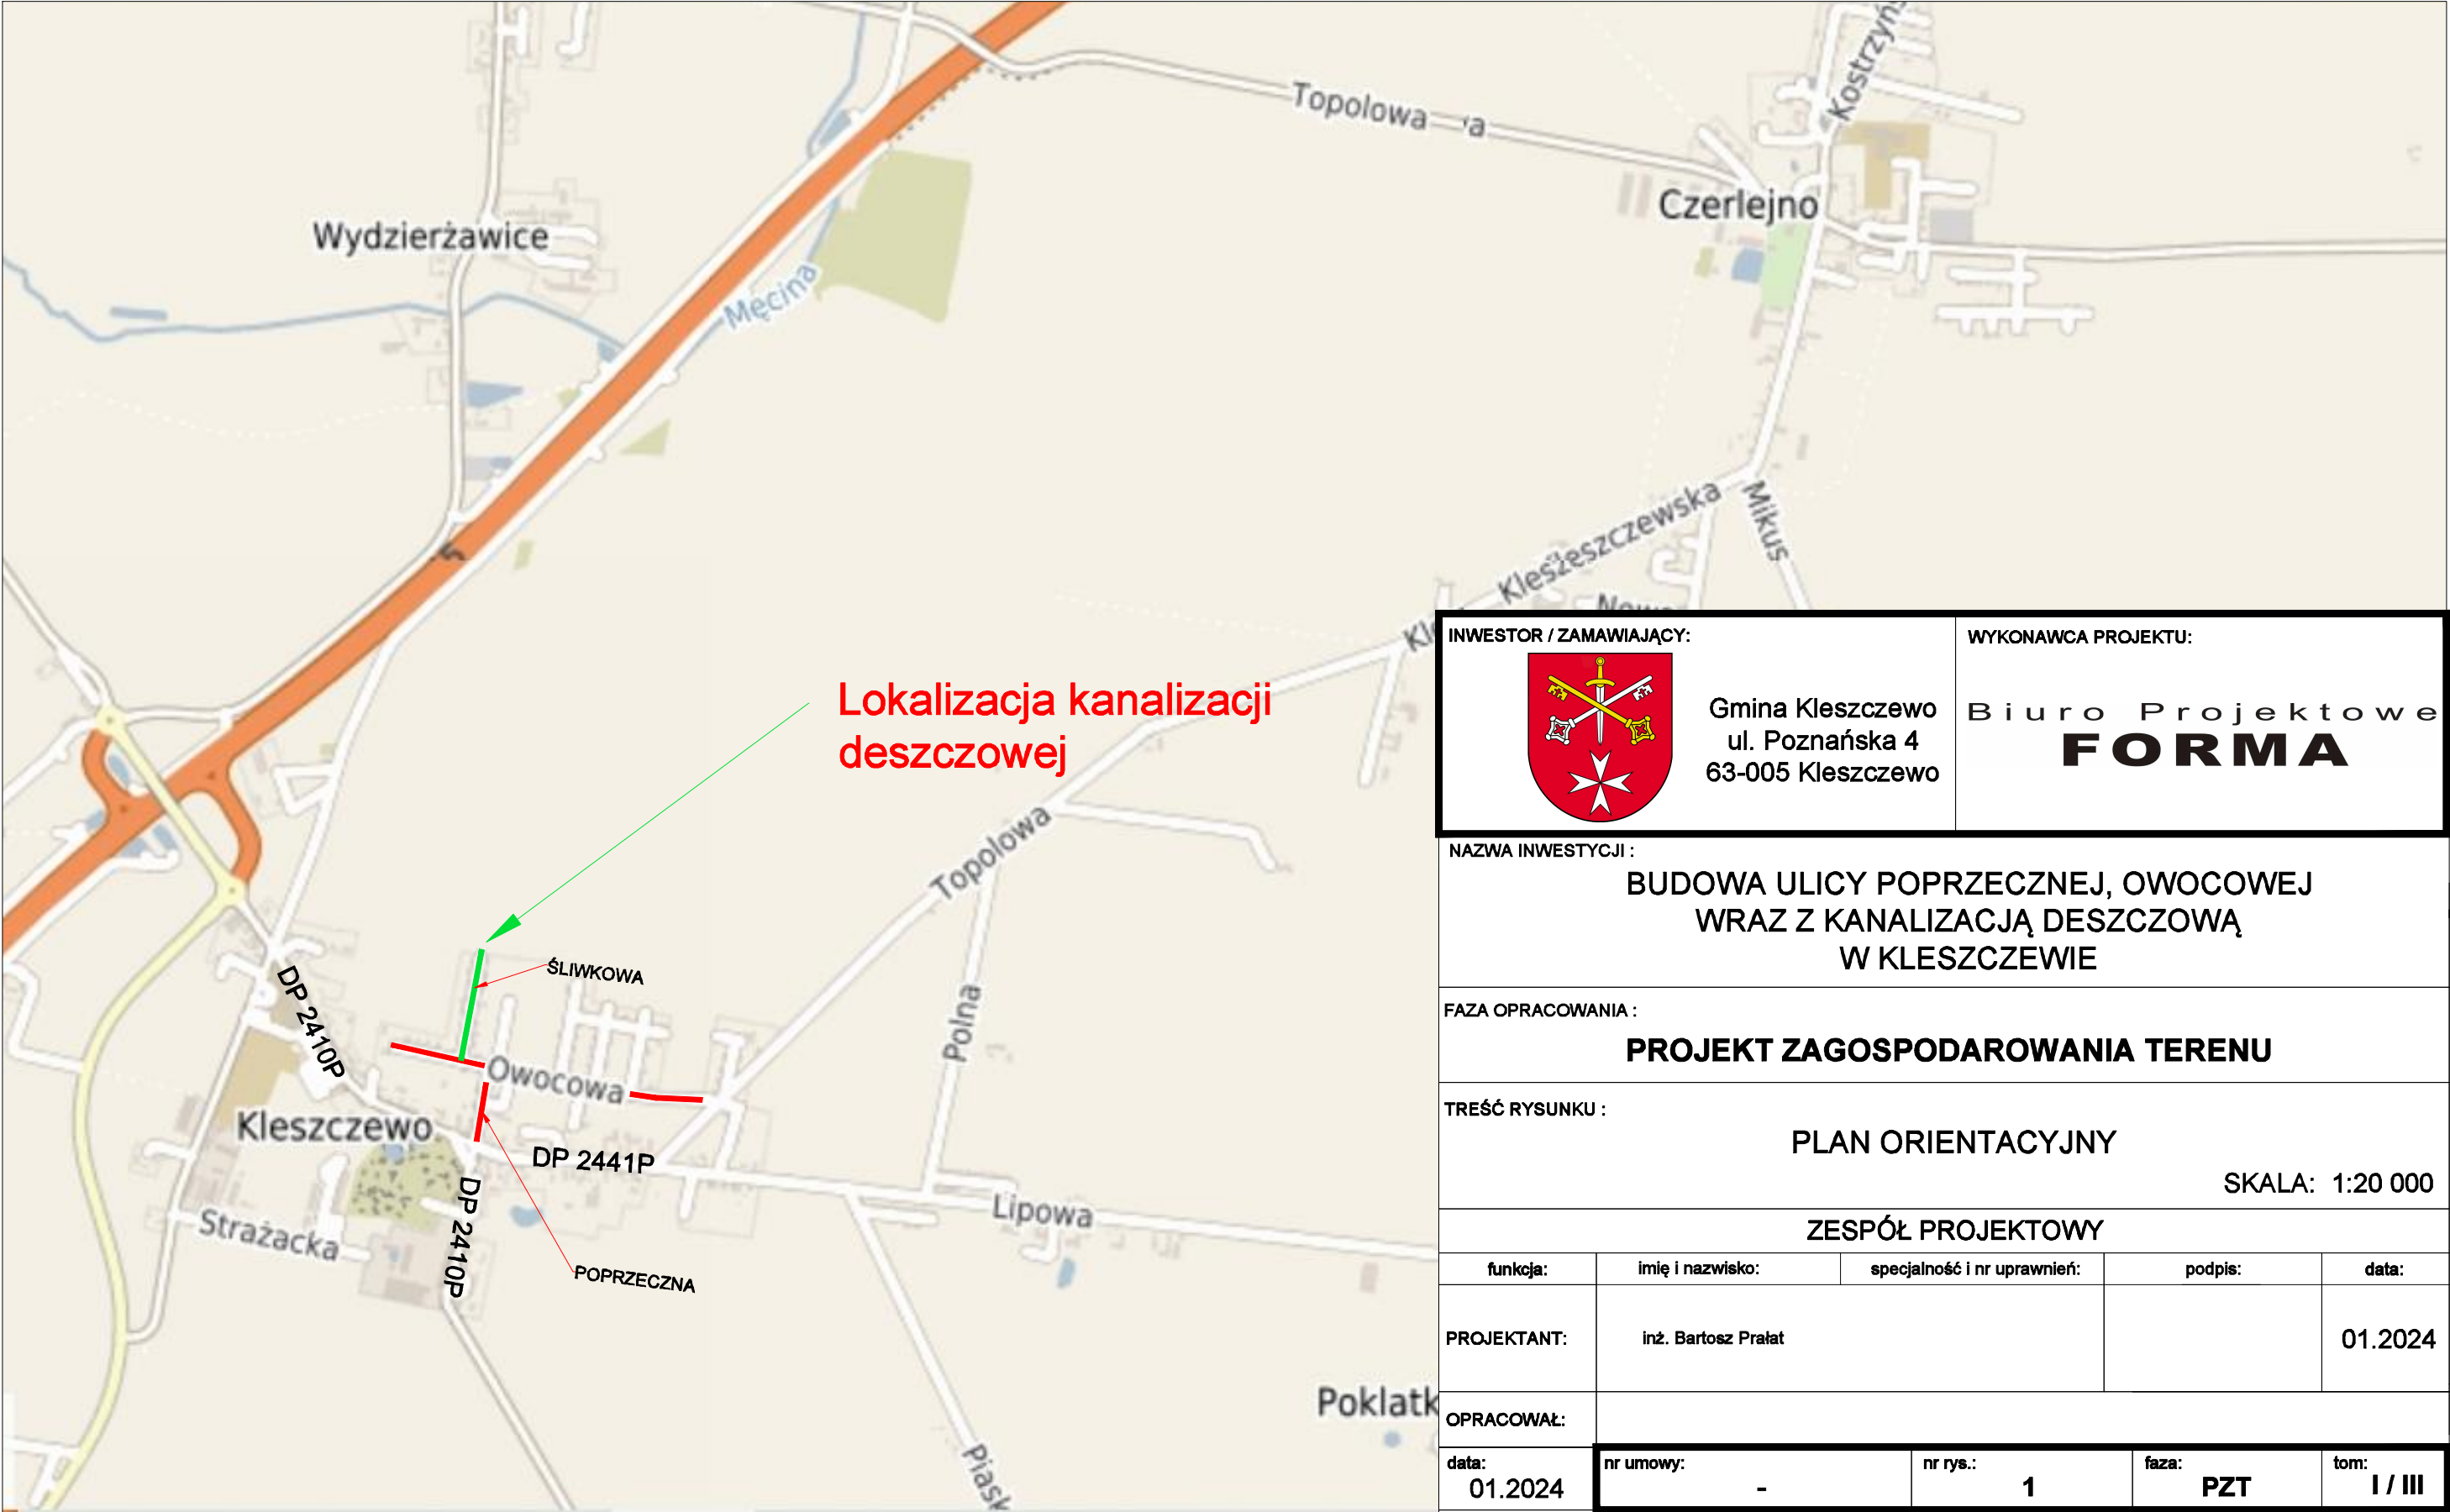 Topolowa
Kostrzyńs
Czerlejno
Wydzierżawice
Męcina
Mikus
5
Lokalizacja kanalizacji
deszczowej
Topolowa
ŚLIWKOWA
DP 2410P
Polna
Owocowa
Kleszczewo
DP 2441P
DP 2410P
Lipowa
Strażacka
POPRZECZNA
Poklatk
Piask
INWESTOR / ZAMAWIAJĄCY:
Gmina Kleszczewo
ul. Poznańska 4
63-005 Kleszczewo
WYKONAWCA PROJEKTU:
Biuro Projektowe
FORMA
NAZWA INWESTYCJI :
BUDOWA ULICY POPRZECZNEJ, OWOCOWEJ
WRAZ Z KANALIZACJĄ DESZCZOWĄ
W KLESZCZEWIE
FAZA OPRACOWANIA :
PROJEKT ZAGOSPODAROWANIA TERENU
TREŚĆ RYSUNKU :
PLAN ORIENTACYJNY
SKALA: 1:20 000
ZESPÓŁ PROJEKTOWY
funkcja: imię i nazwisko: specjalność i nr uprawnień: podpis: data:
PROJEKTANT: inż. Bartosz Prałat 01.2024
OPRACOWAŁ:
data: nr umowy: nr rys.: faza: tom:
01.2024 - 1 PZT I / III